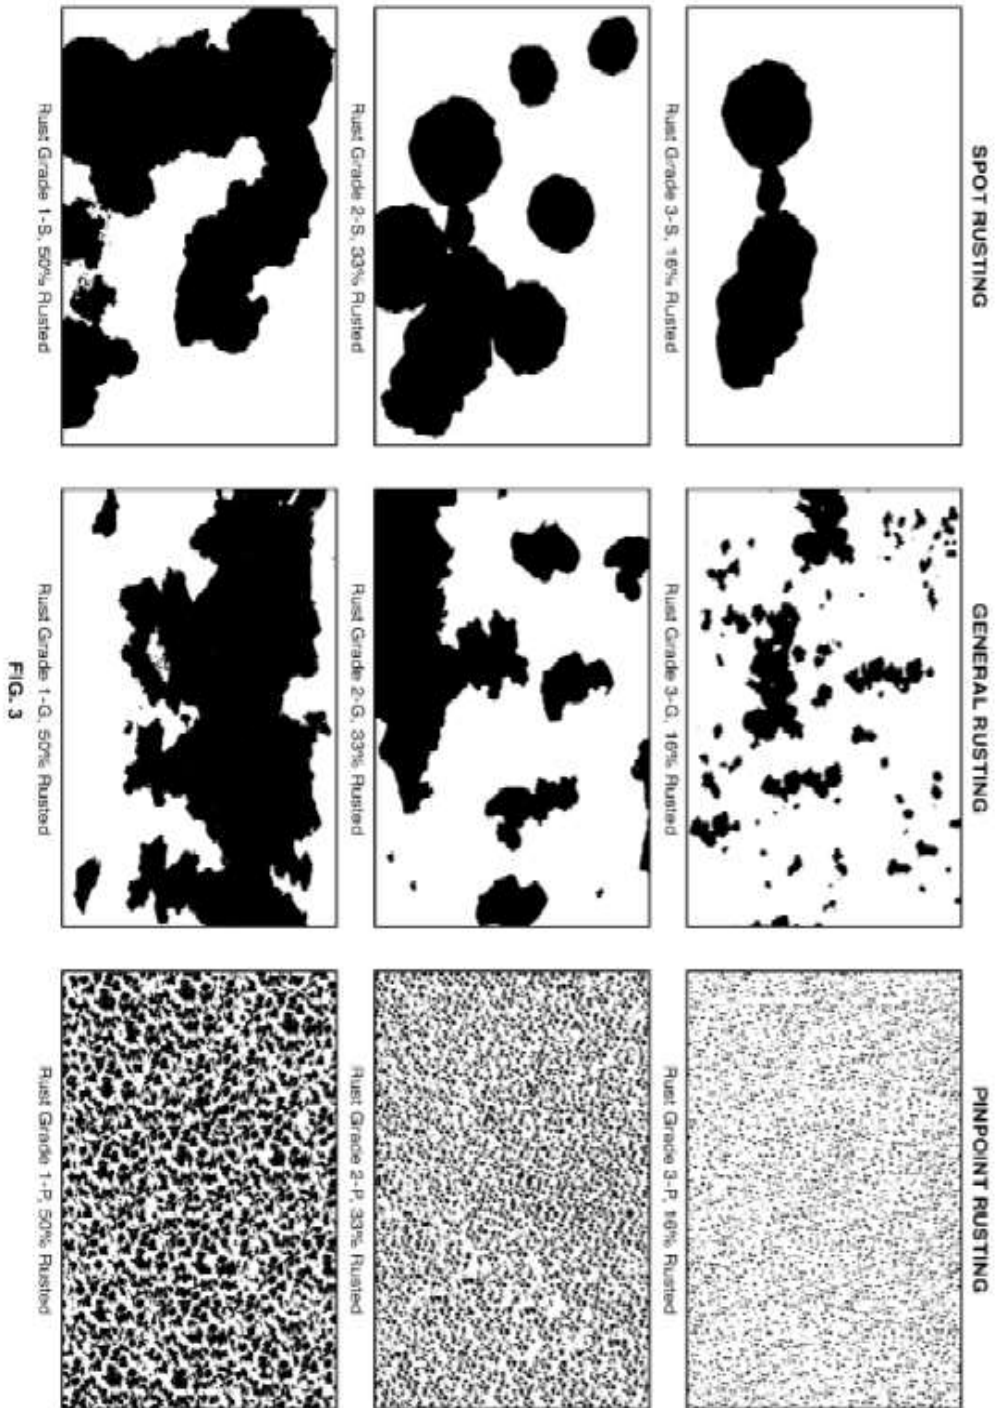 SPOT RUSTING
GENERAL RUSTING
PINPOINT RUSTING
Rust Grade 3-S, 16% Rusted
Rust Grade 3-G, 16% Rusted
Rust Grade 3-P, 16% Rusted
Rust Grade 2-S, 33% Rusted
Rust Grade 2-G, 33% Rusted
Rust Grade 2-P, 33% Rusted
Rust Grade 1-S, 50% Rusted
Rust Grade 1-G, 50% Rusted
Rust Grade 1-P, 50% Rusted
FIG. 3